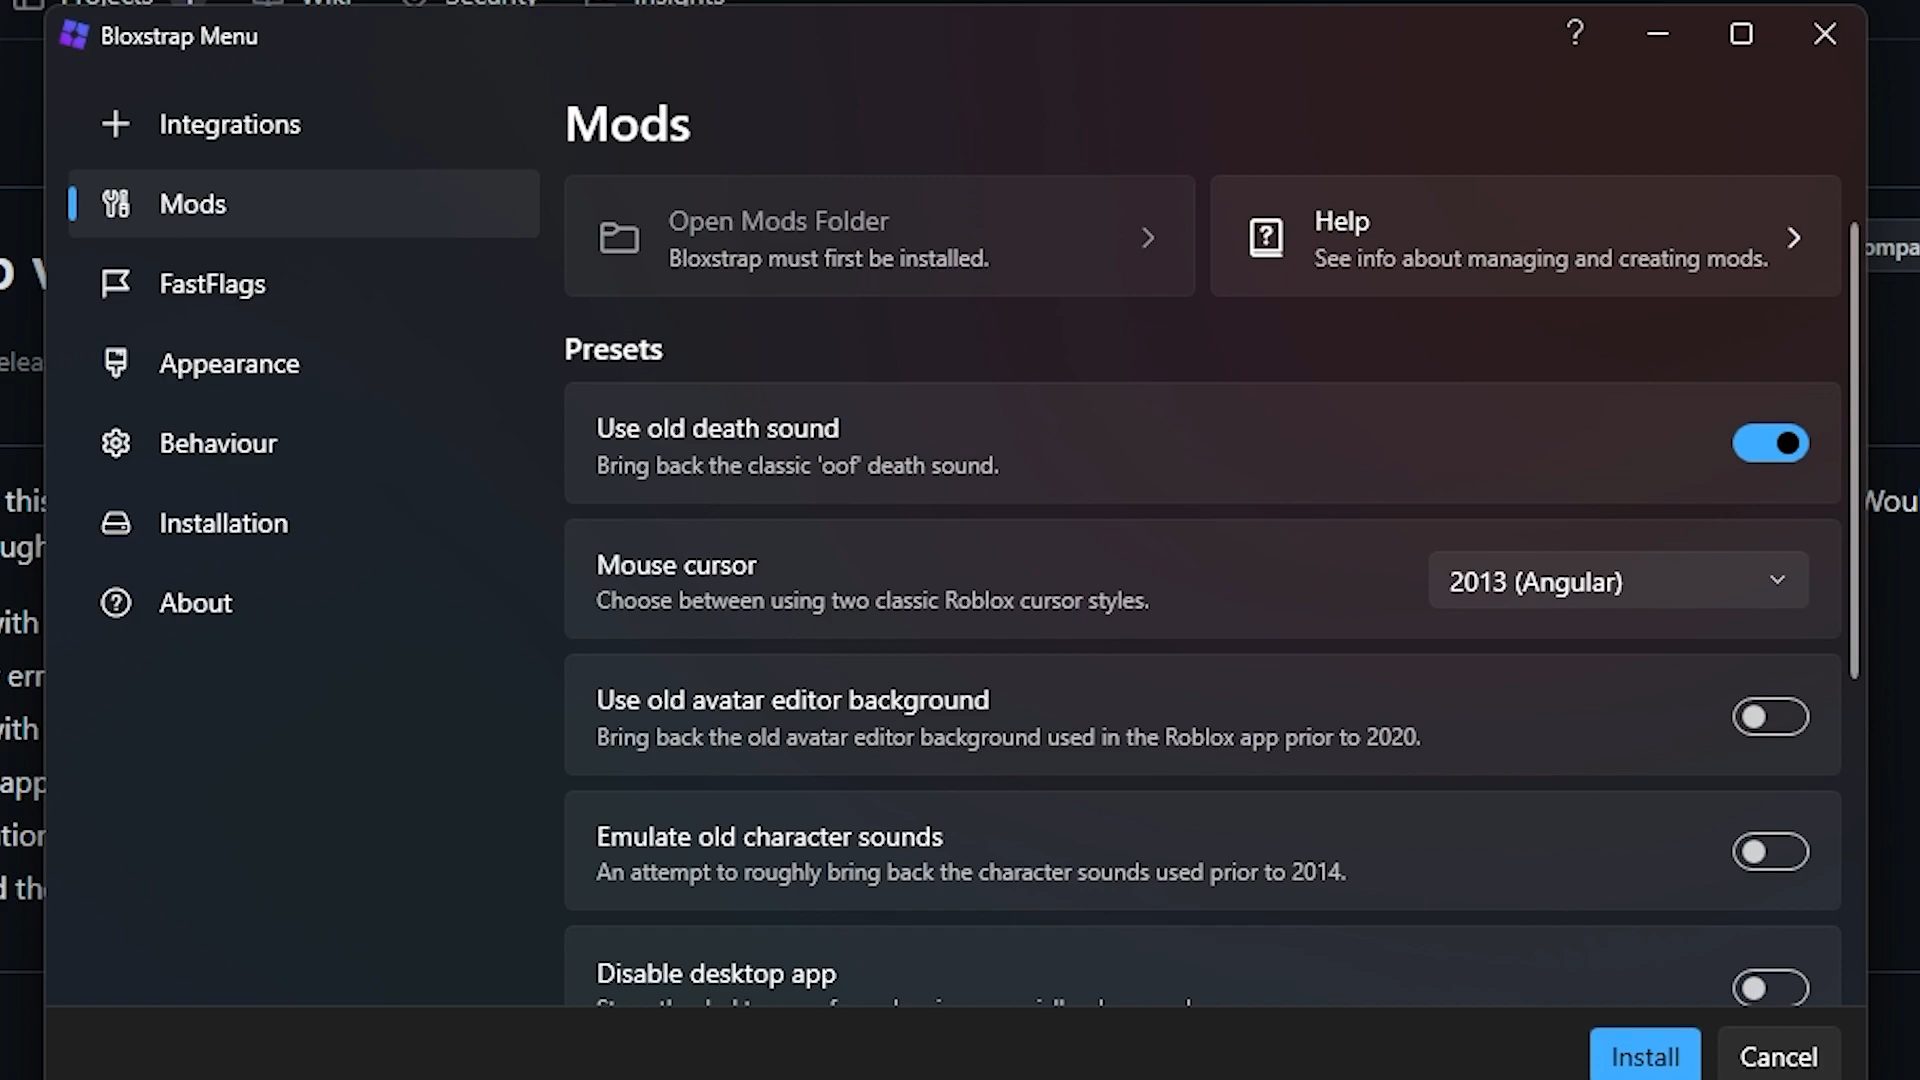 Projects Wiki Security Insights
Bloxstrap Menu
Integrations
Mods
FastFlags
Appearance
Behaviour
Installation
About
Mods
Open Mods Folder
Bloxstrap must first be installed.
Help
See info about managing and creating mods.
Presets
Use old death sound
Bring back the classic 'oof' death sound.
Mouse cursor
Choose between using two classic Roblox cursor styles.
2013 (Angular)
Use old avatar editor background
Bring back the old avatar editor background used in the Roblox app prior to 2020.
Emulate old character sounds
An attempt to roughly bring back the character sounds used prior to 2014.
Disable desktop app
Install
Cancel